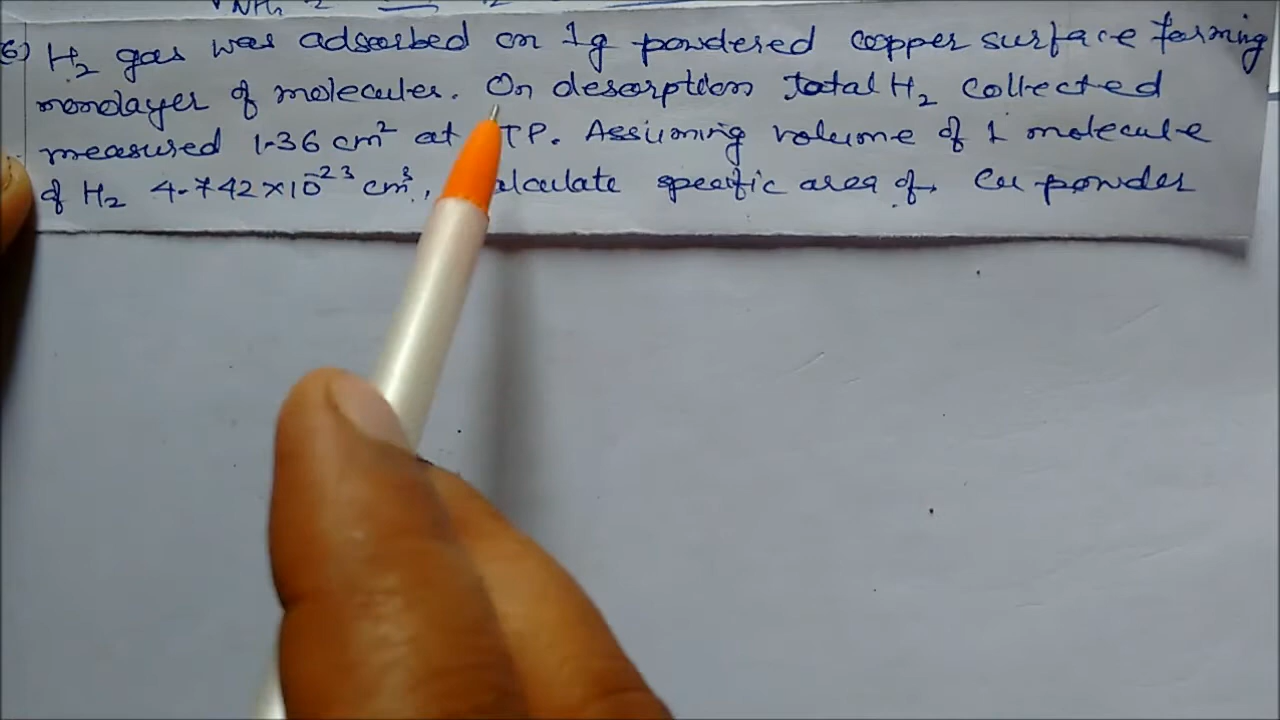 6) H₂ gas was adsorbed on 1g powdered copper surface forming
monolayer of molecules. On desorption total H₂ collected
measured 1.36 cm² at TP. Assuming volume of 1 molecule
of H₂ 4.742×10⁻²³ cm³, alculate specific area of Cu powder